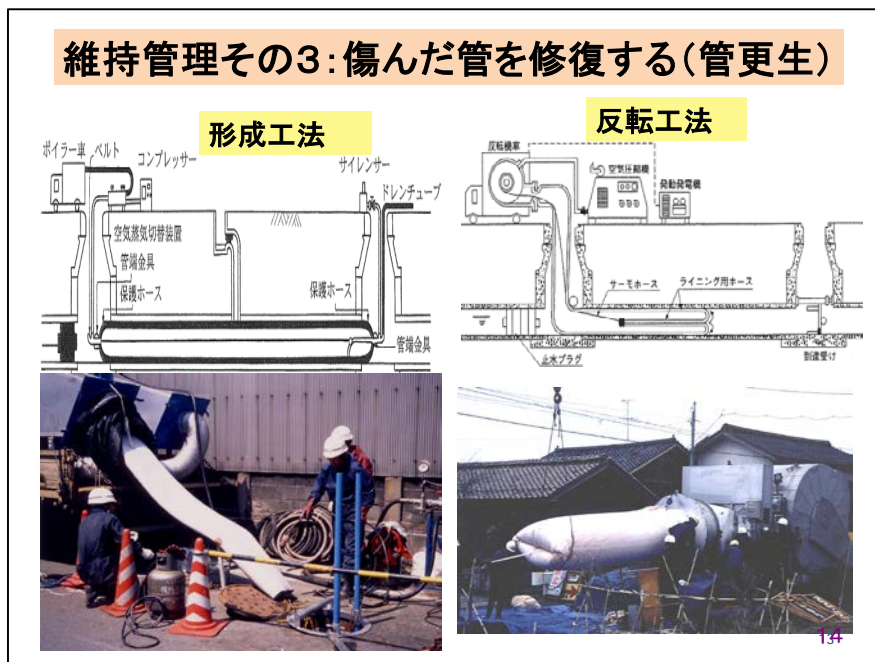 維持管理その3:傷んだ管を修復する(管更生)
形成工法
ボイラー車
ベルト
コンプレッサー
サイレンサー
ドレンチューブ
空気蒸気切替装置
管端金具
保護ホース
保護ホース
管端金具
反転工法
反転機車
空気圧縮機
発動発電機
サーモホース
ライニング用ホース
止水プラグ
到達受け